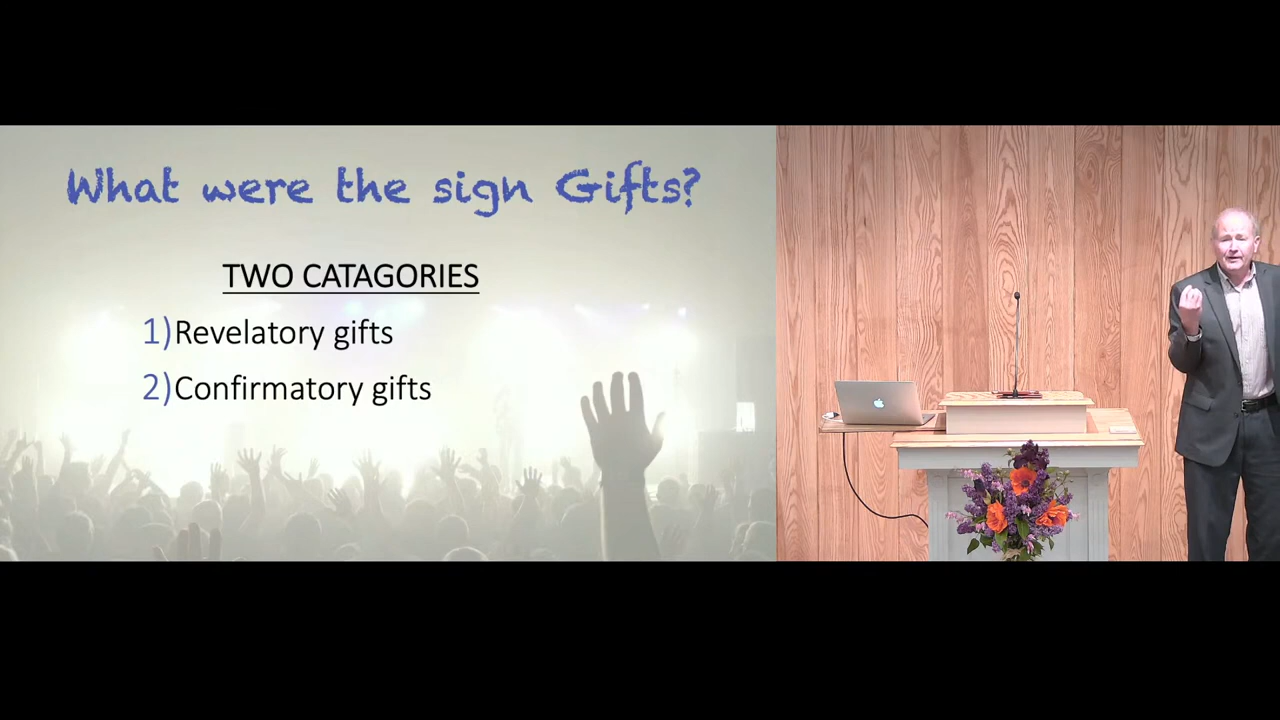 What were the sign Gifts?
TWO CATAGORIES
1) Revelatory gifts
2) Confirmatory gifts